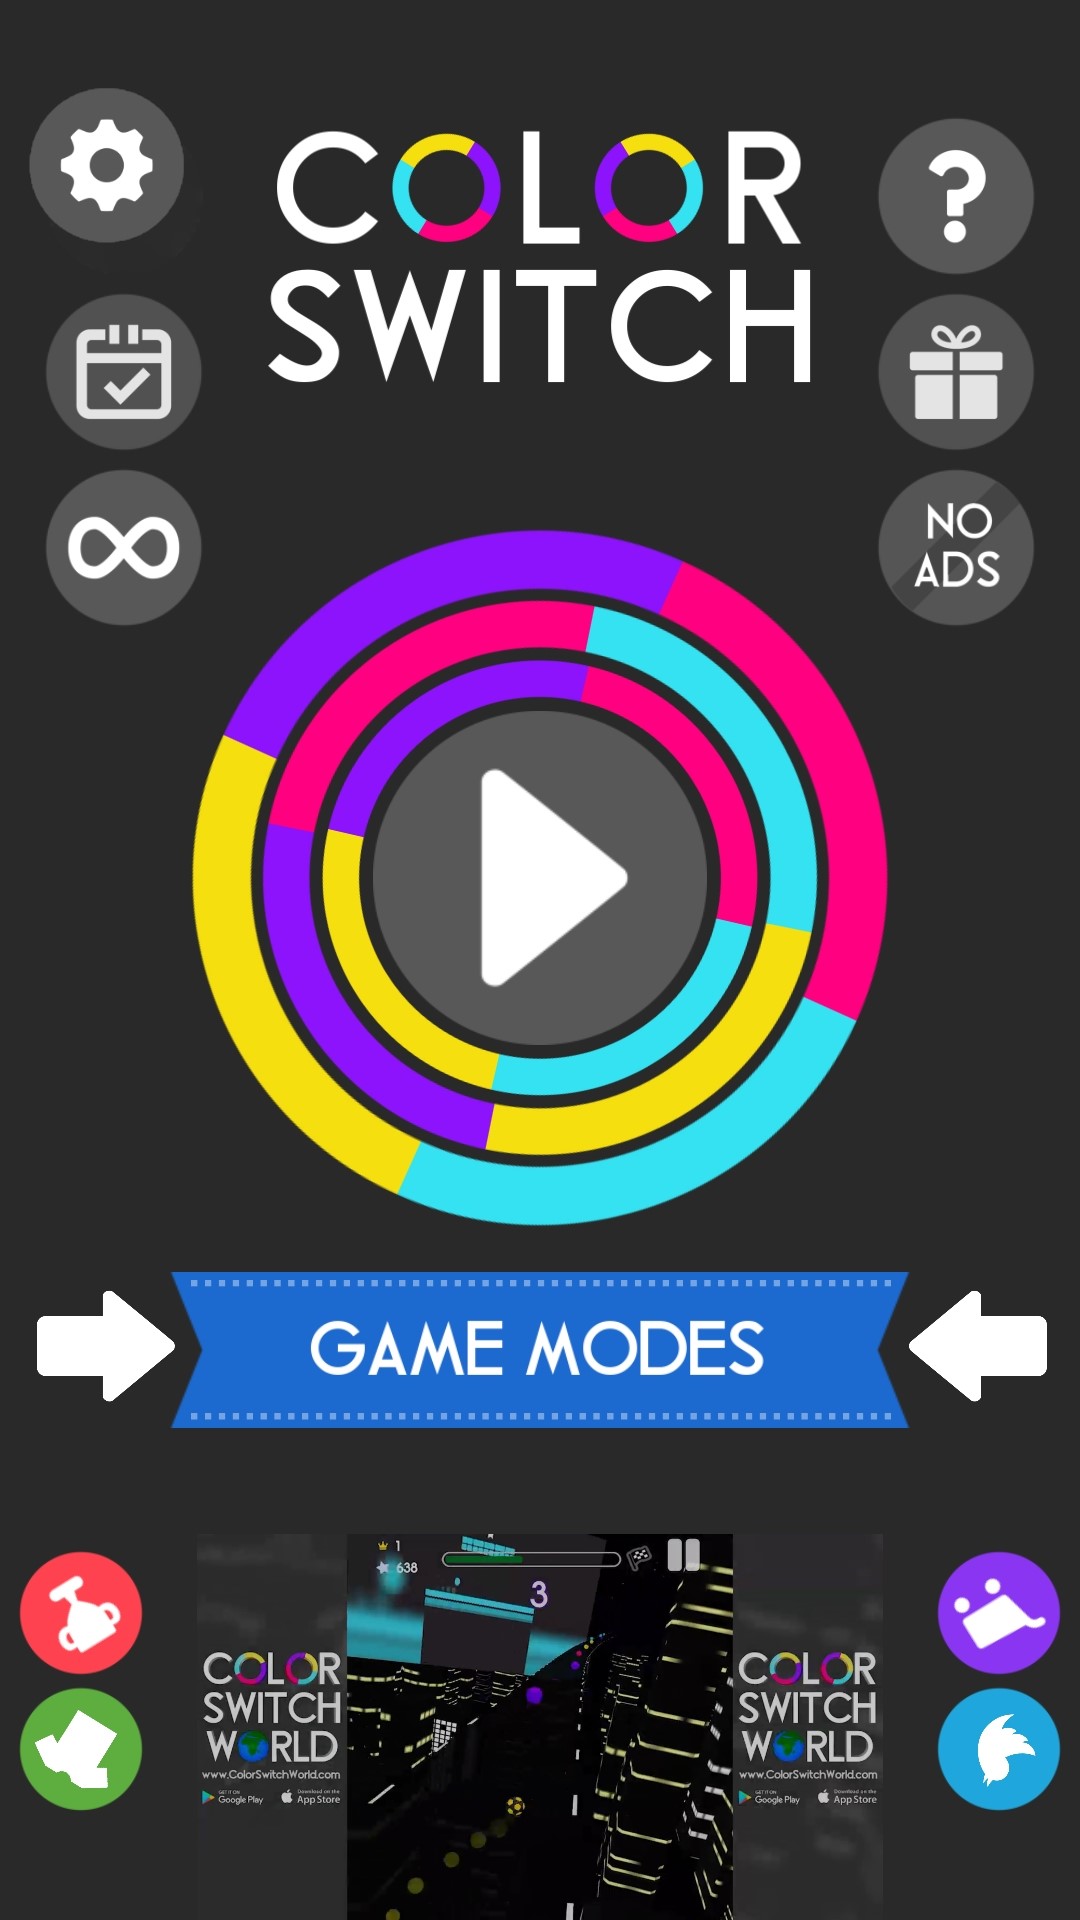 COLOR
SWITCH
NO
ADS
GAME MODES
1
638
3
COLOR
SWITCH
WORLD
www.ColorSwitchWorld.com
GET IT ON
Google Play
Download on the
App Store
COLOR
SWITCH
WORLD
www.ColorSwitchWorld.com
GET IT ON
Google Play
Download on the
App Store